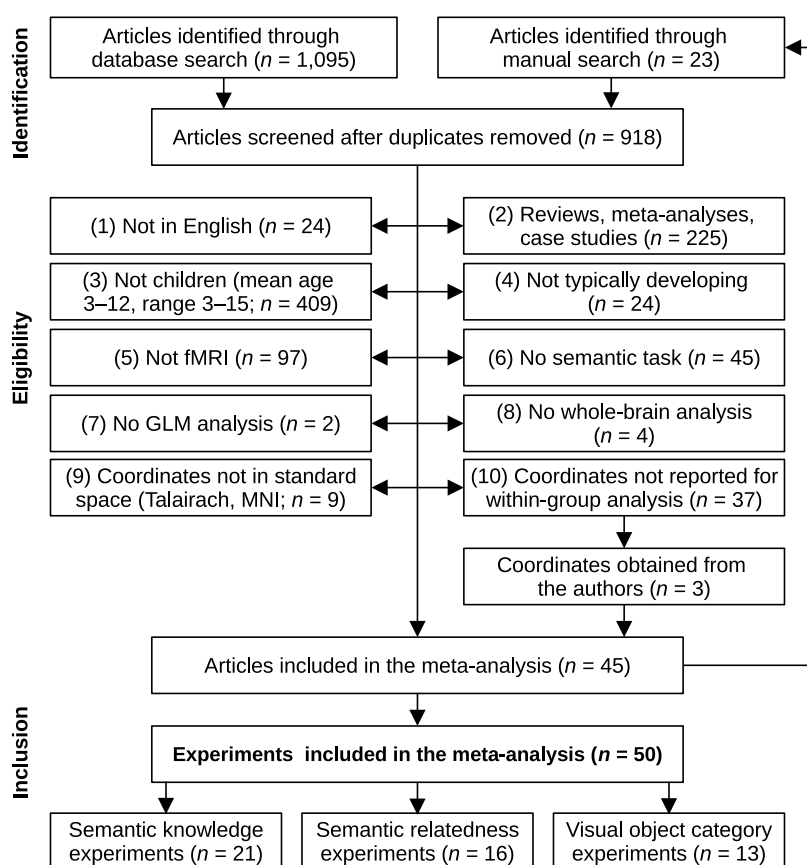 Identification
Articles identified through
database search (n = 1,095)
Articles identified through
manual search (n = 23)
Articles screened after duplicates removed (n = 918)
Eligibility
(1) Not in English (n = 24)
(2) Reviews, meta-analyses,
case studies (n = 225)
(3) Not children (mean age
3–12, range 3–15; n = 409)
(4) Not typically developing
(n = 24)
(5) Not fMRI (n = 97)
(6) No semantic task (n = 45)
(7) No GLM analysis (n = 2)
(8) No whole-brain analysis
(n = 4)
(9) Coordinates not in standard
space (Talairach, MNI; n = 9)
(10) Coordinates not reported for
within-group analysis (n = 37)
Coordinates obtained from
the authors (n = 3)
Articles included in the meta-analysis (n = 45)
Inclusion
Experiments included in the meta-analysis (n = 50)
Semantic knowledge
experiments (n = 21)
Semantic relatedness
experiments (n = 16)
Visual object category
experiments (n = 13)